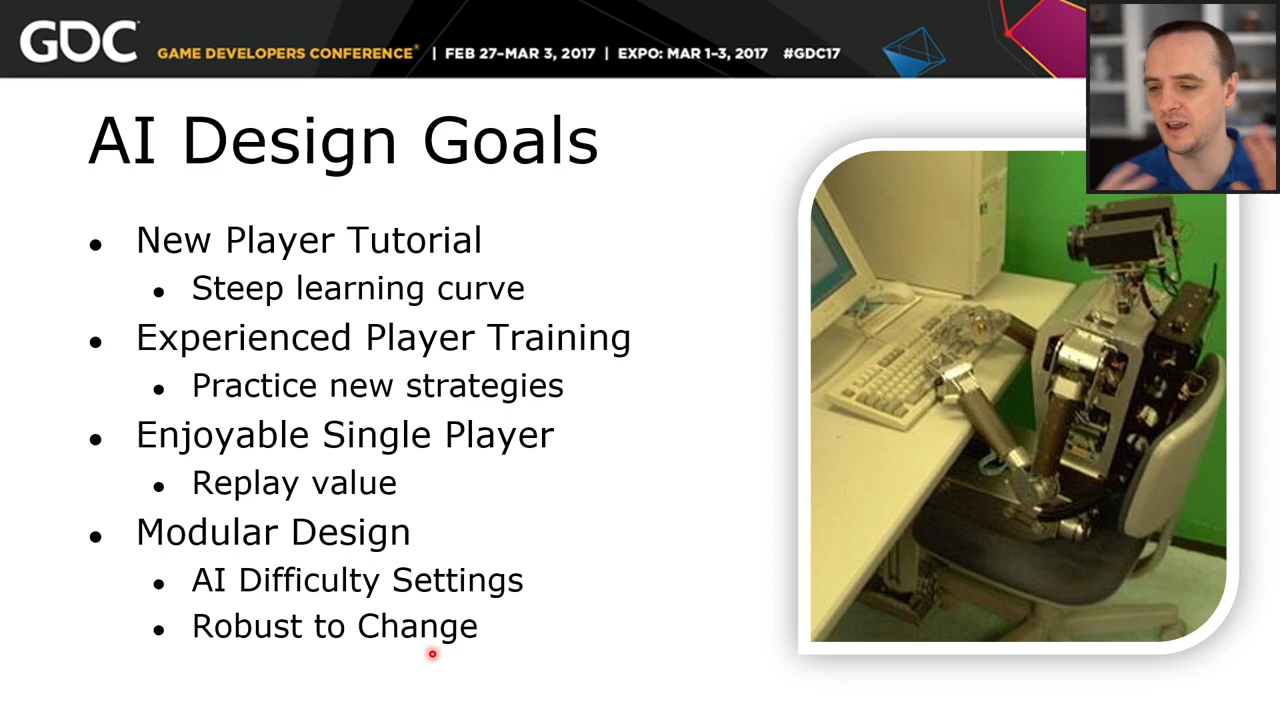 GDC GAME DEVELOPERS CONFERENCE® | FEB 27–MAR 3, 2017 | EXPO: MAR 1–3, 2017 #GDC17
AI Design Goals
• New Player Tutorial
• Steep learning curve
• Experienced Player Training
• Practice new strategies
• Enjoyable Single Player
• Replay value
• Modular Design
• AI Difficulty Settings
• Robust to Change